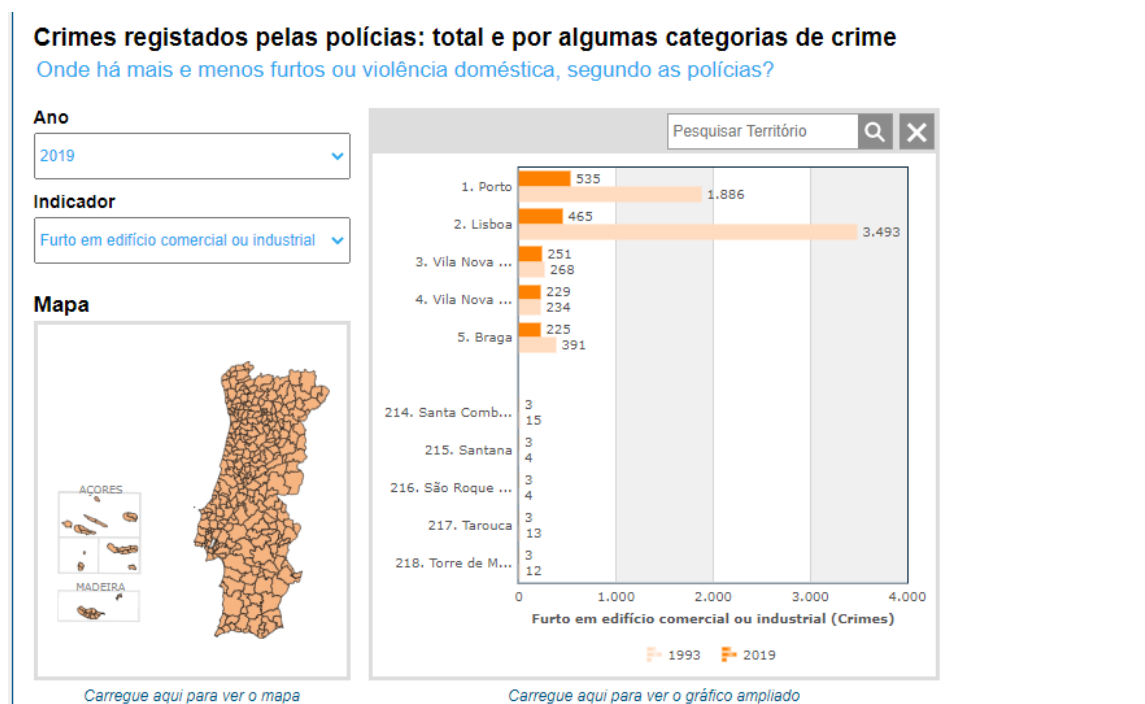 Crimes registados pelas polícias: total e por algumas categorias de crime
Onde há mais e menos furtos ou violência doméstica, segundo as polícias?
Ano
2019
Indicador
Furto em edifício comercial ou industrial
Mapa
AÇORES
MADEIRA
Carregue aqui para ver o mapa
Pesquisar Território
1. Porto 535
1.886
2. Lisboa 465
3.493
3. Vila Nova ... 251
268
4. Vila Nova ... 229
234
5. Braga 225
391
214. Santa Comb... 3
15
215. Santana 3
4
216. São Roque ... 3
4
217. Tarouca 3
13
218. Torre de M... 3
12
0 1.000 2.000 3.000 4.000
Furto em edifício comercial ou industrial (Crimes)
1993 2019
Carregue aqui para ver o gráfico ampliado